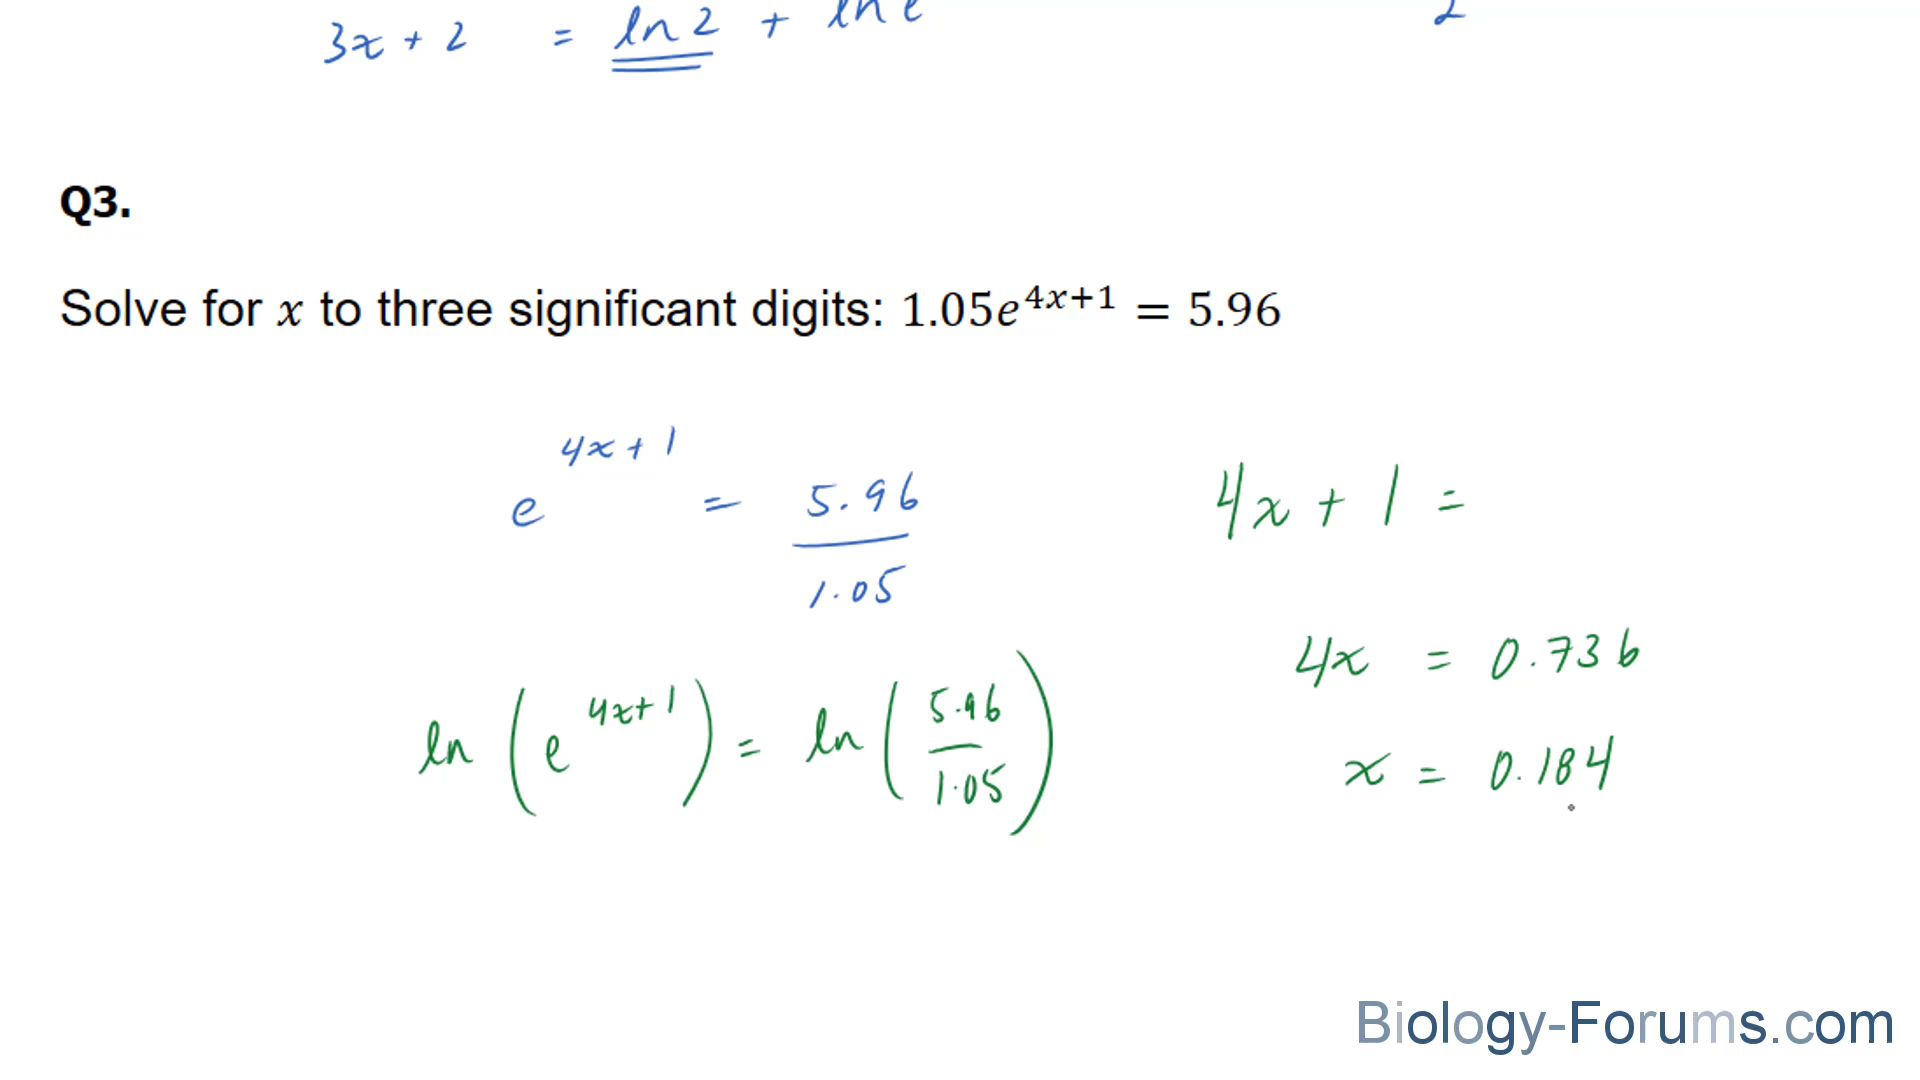 3x + 2 = ln 2 + ln e
2
Q3.
Solve for x to three significant digits: 1.05e^{4x+1} = 5.96
e^{4x+1} = 5.96/1.05
ln (e^{4x+1}) = ln (5.96/1.05)
4x + 1 =
4x = 0.736
x = 0.184
Biology-Forums.com